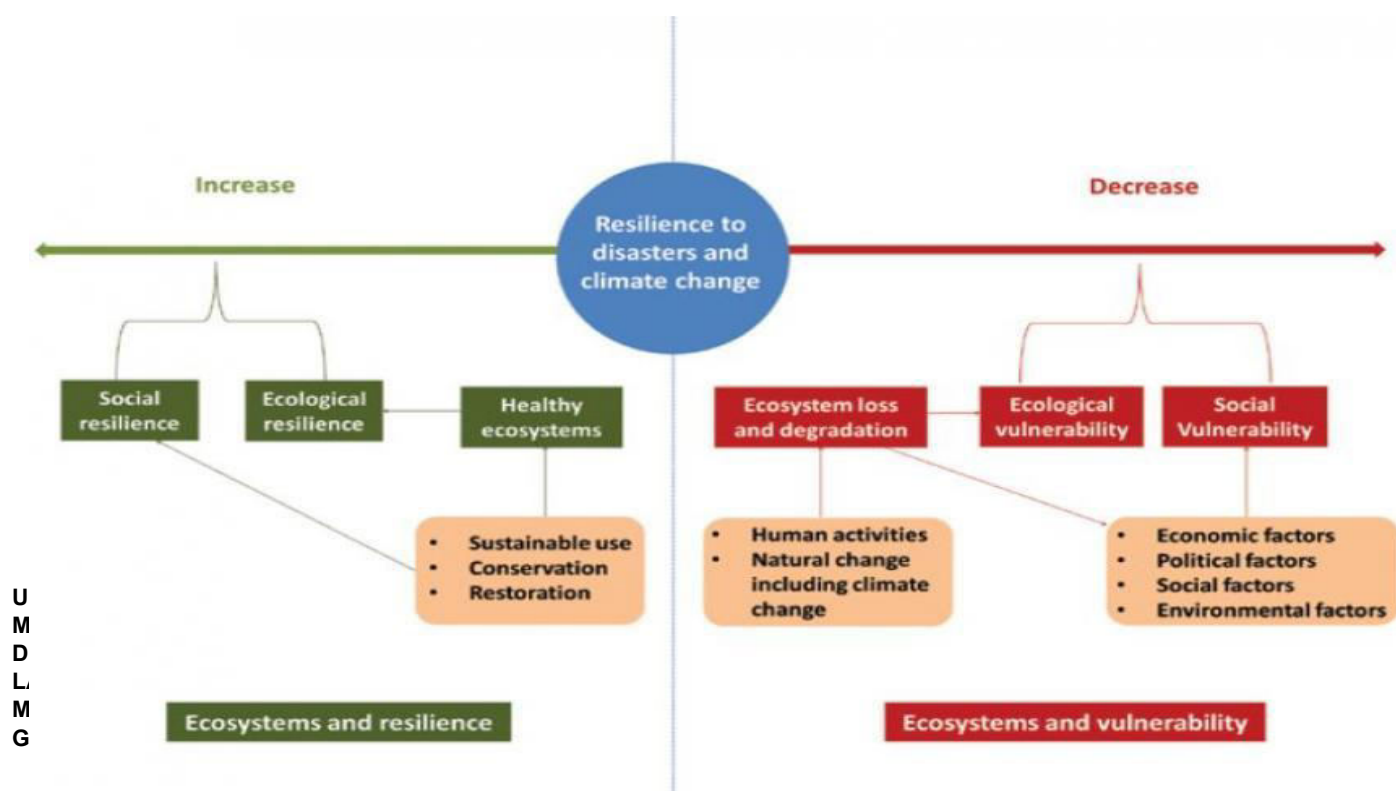 Increase
Decrease
Resilience to
disasters and
climate change
Social
resilience
Ecological
resilience
Healthy
ecosystems
Ecosystem loss
and degradation
Ecological
vulnerability
Social
Vulnerability
• Sustainable use
• Conservation
• Restoration
• Human activities
• Natural change
including climate
change
• Economic factors
• Political factors
• Social factors
• Environmental factors
U
M
D
L
M
G
Ecosystems and resilience
Ecosystems and vulnerability